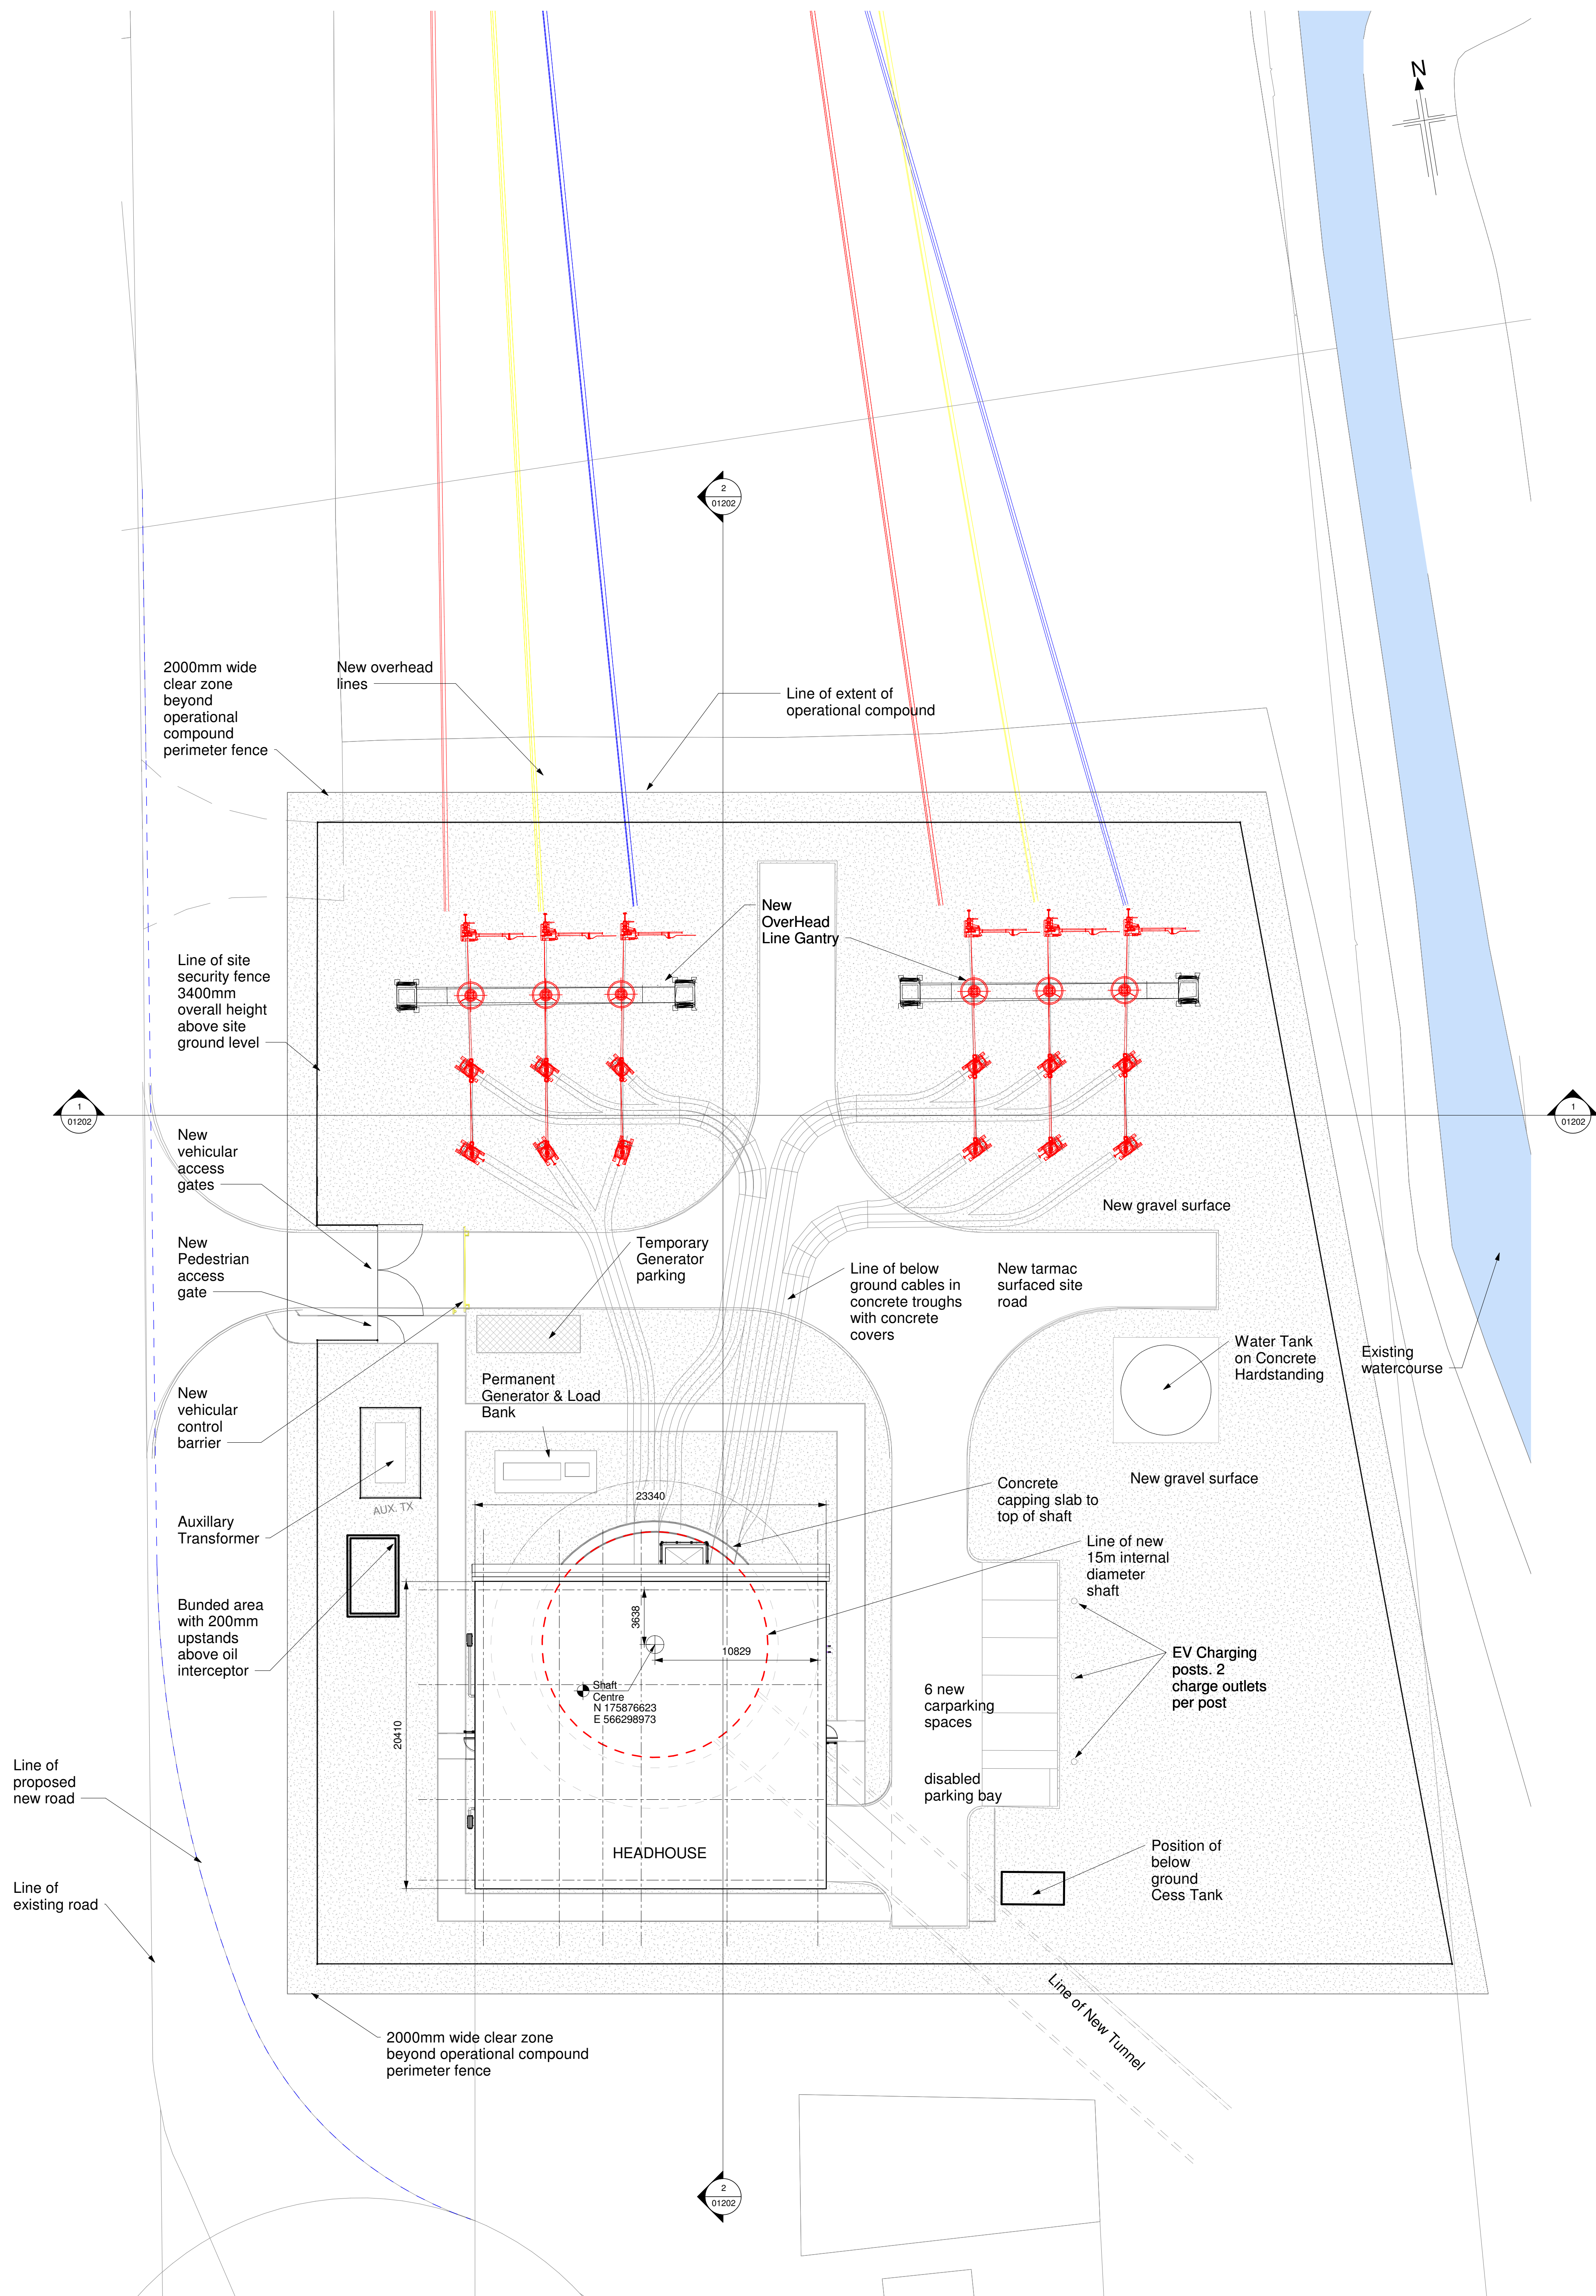 N
2
01202
2000mm wide
clear zone
beyond
operational
compound
perimeter fence
New overhead
lines
Line of extent of
operational compound
New
OverHead
Line Gantry
Line of site
security fence
3400mm
overall height
above site
ground level
1
01202
1
01202
New
vehicular
access
gates
New gravel surface
New
Pedestrian
access
gate
Temporary
Generator
parking
Line of below
ground cables in
concrete troughs
with concrete
covers
New tarmac
surfaced site
road
Water Tank
on Concrete
Hardstanding
Existing
watercourse
Permanent
Generator & Load
Bank
New
vehicular
control
barrier
New gravel surface
Concrete
capping slab to
top of shaft
23340
AUX. TX
Auxillary
Transformer
Line of new
15m internal
diameter
shaft
Bunded area
with 200mm
upstands
above oil
interceptor
3638
10829
EV Charging
posts. 2
charge outlets
per post
Shaft
Centre
N 175876623
E 566298973
6 new
carparking
spaces
20410
disabled
parking bay
Line of
proposed
new road
HEADHOUSE
Position of
below
ground
Cess Tank
Line of
existing road
Line of New Tunnel
2000mm wide clear zone
beyond operational compound
perimeter fence
2
01202